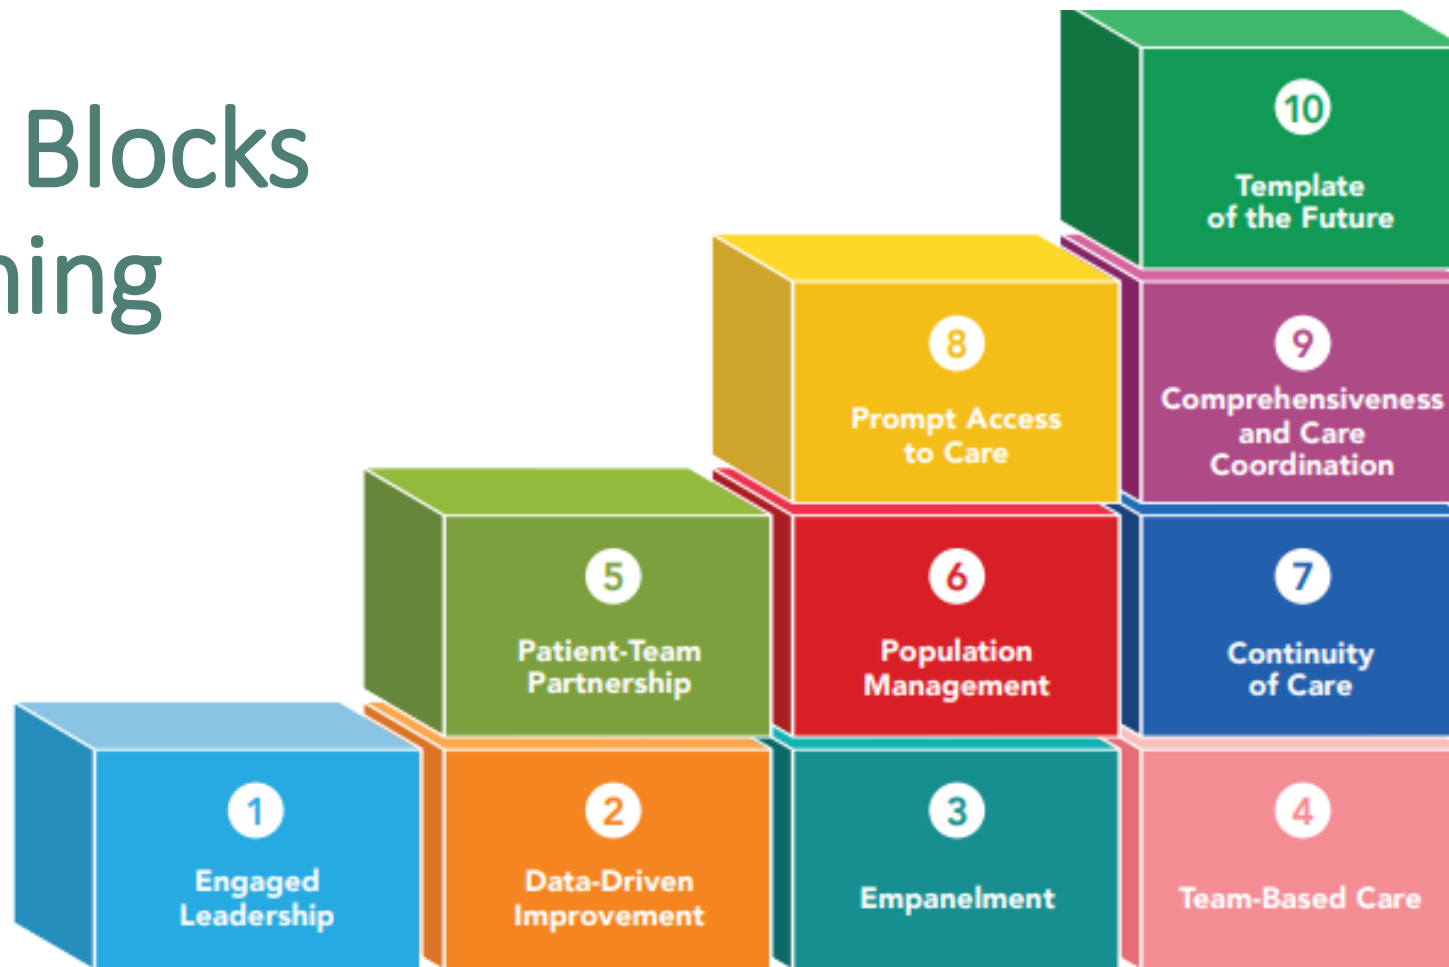 Blocks
ning
10
Template
of the Future
8
Prompt Access
to Care
9
Comprehensiveness
and Care
Coordination
5
Patient-Team
Partnership
6
Population
Management
7
Continuity
of Care
1
Engaged
Leadership
2
Data-Driven
Improvement
3
Empanelment
4
Team-Based Care